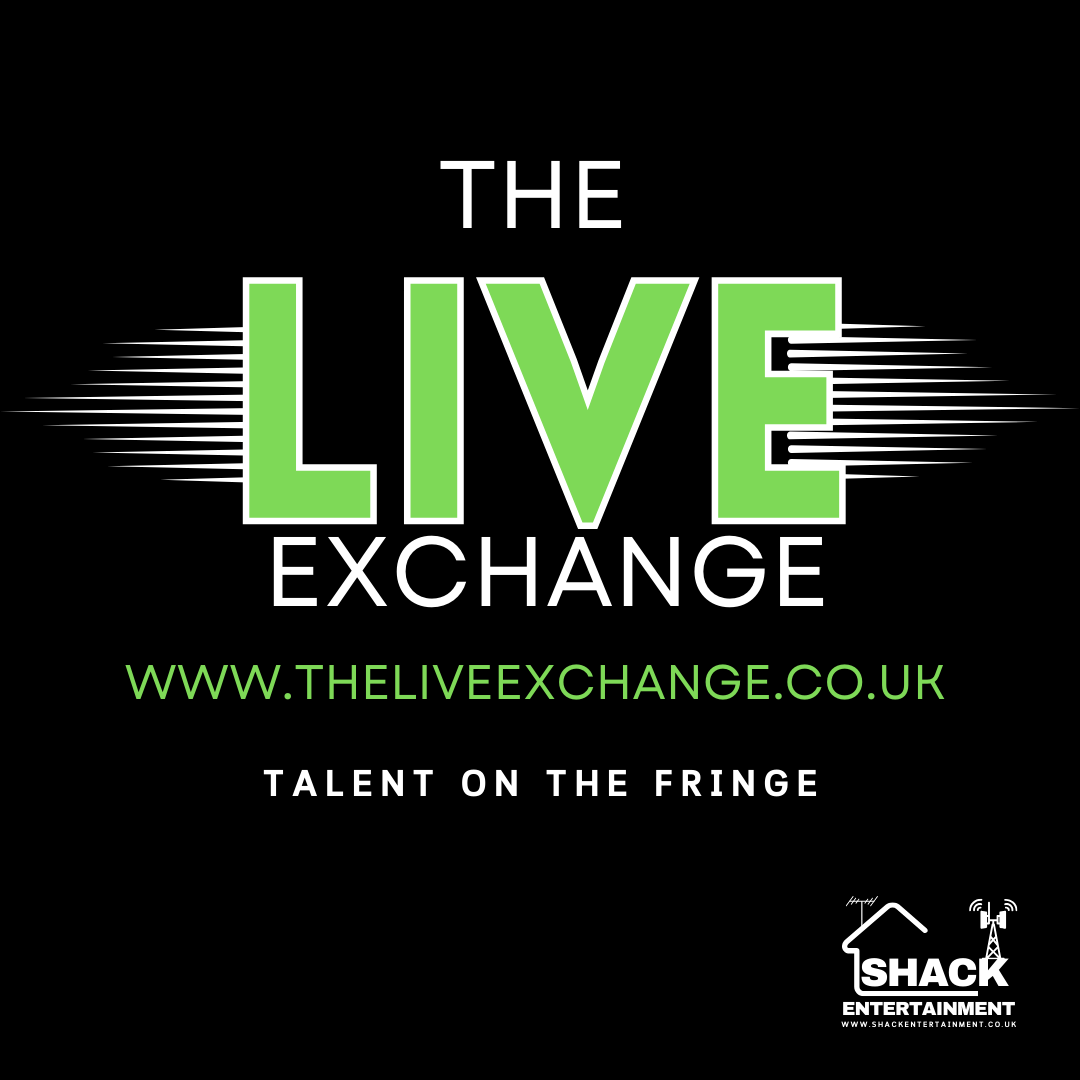 THE
LIVE
EXCHANGE
WWW.THELIVEEXCHANGE.CO.UK
TALENT ON THE FRINGE
SHACK
ENTERTAINMENT
WWW.SHACKENTERTAINMENT.CO.UK